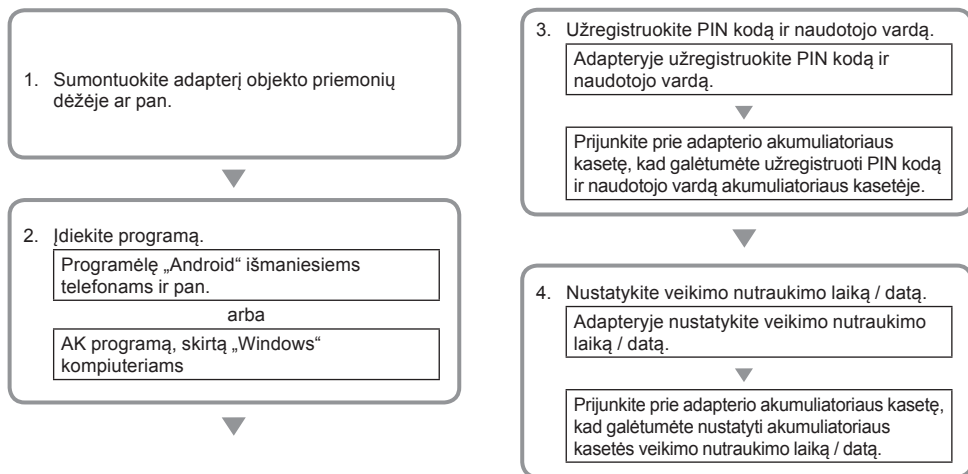 1. Sumontuokite adapterį objekto priemonių
dėžėje ar pan.
2. Įdiekite programą.
Programėlę „Android“ išmaniesiems
telefonams ir pan.
arba
AK programą, skirtą „Windows“
kompiuteriams
3. Užregistruokite PIN kodą ir naudotojo vardą.
Adapteryje užregistruokite PIN kodą ir
naudotojo vardą.
Prijunkite prie adapterio akumuliatoriaus
kasetę, kad galėtumėte užregistruoti PIN kodą
ir naudotojo vardą akumuliatoriaus kasetėje.
4. Nustatykite veikimo nutraukimo laiką / datą.
Adapteryje nustatykite veikimo nutraukimo
laiką / datą.
Prijunkite prie adapterio akumuliatoriaus kasetę,
kad galėtumėte nustatyti akumuliatoriaus
kasetės veikimo nutraukimo laiką / datą.